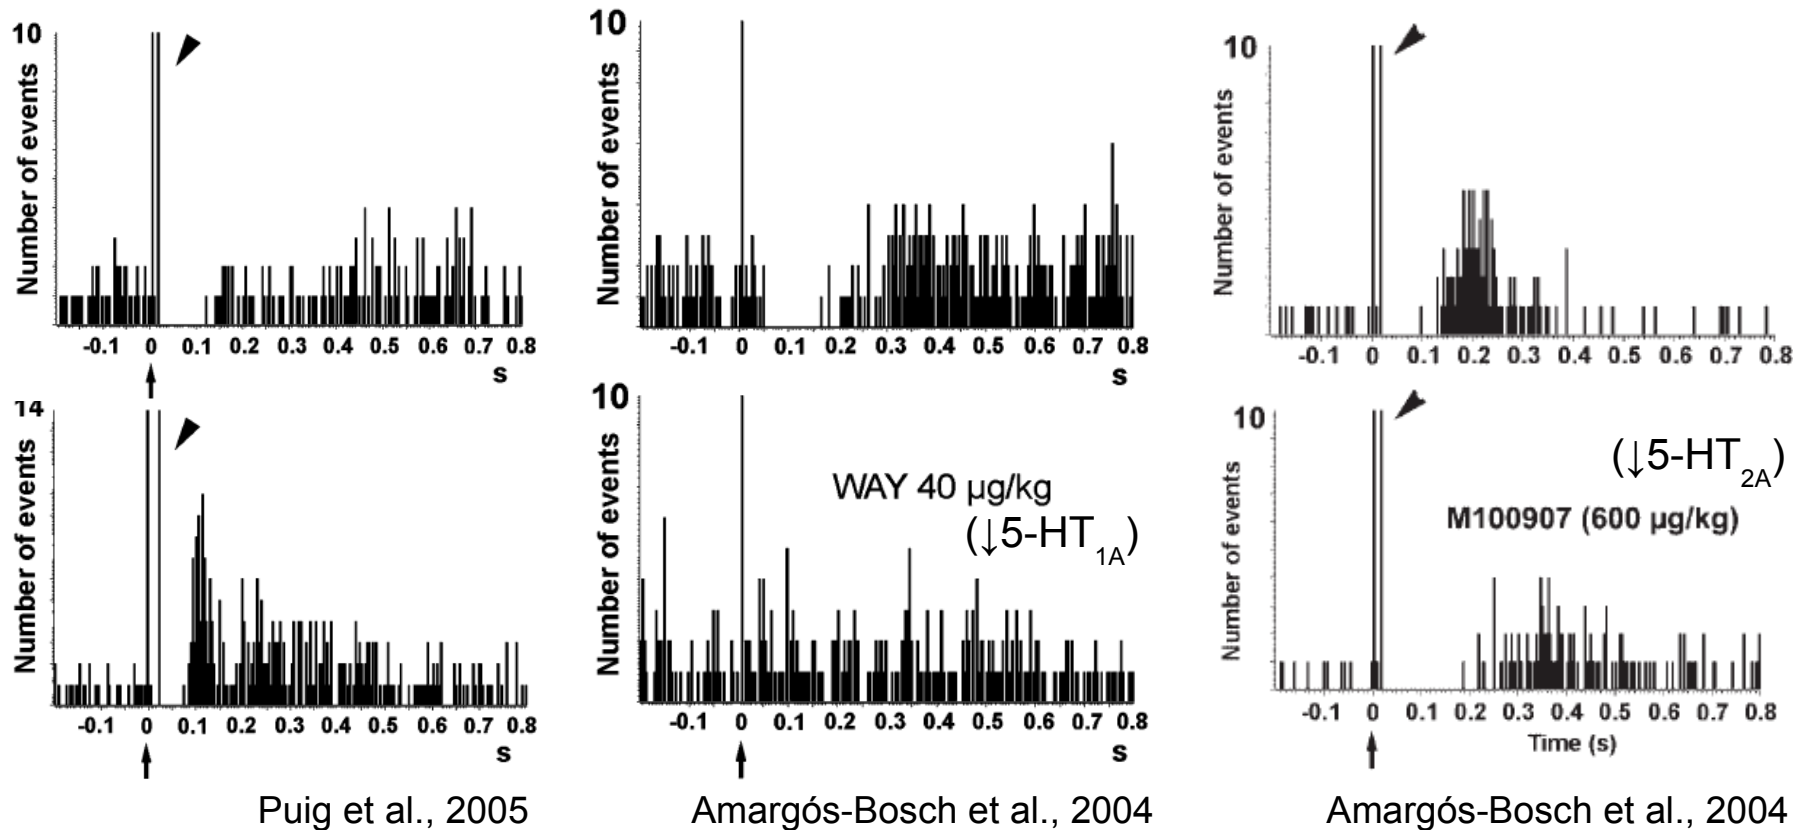 10
Number of events
-0.1 0 0.1 0.2 0.3 0.4 0.5 0.6 0.7 0.8
s
14
Number of events
-0.1 0 0.1 0.2 0.3 0.4 0.5 0.6 0.7 0.8
s
Puig et al., 2005
10
Number of events
-0.1 0 0.1 0.2 0.3 0.4 0.5 0.6 0.7 0.8
s
10
Number of events
WAY 40 µg/kg
(↓5-HT1A)
-0.1 0 0.1 0.2 0.3 0.4 0.5 0.6 0.7 0.8
s
Amargós-Bosch et al., 2004
10
Number of events
-0.1 0 0.1 0.2 0.3 0.4 0.5 0.6 0.7 0.8
10
Number of events
(↓5-HT2A)
M100907 (600 µg/kg)
-0.1 0 0.1 0.2 0.3 0.4 0.5 0.6 0.7 0.8
Time (s)
Amargós-Bosch et al., 2004